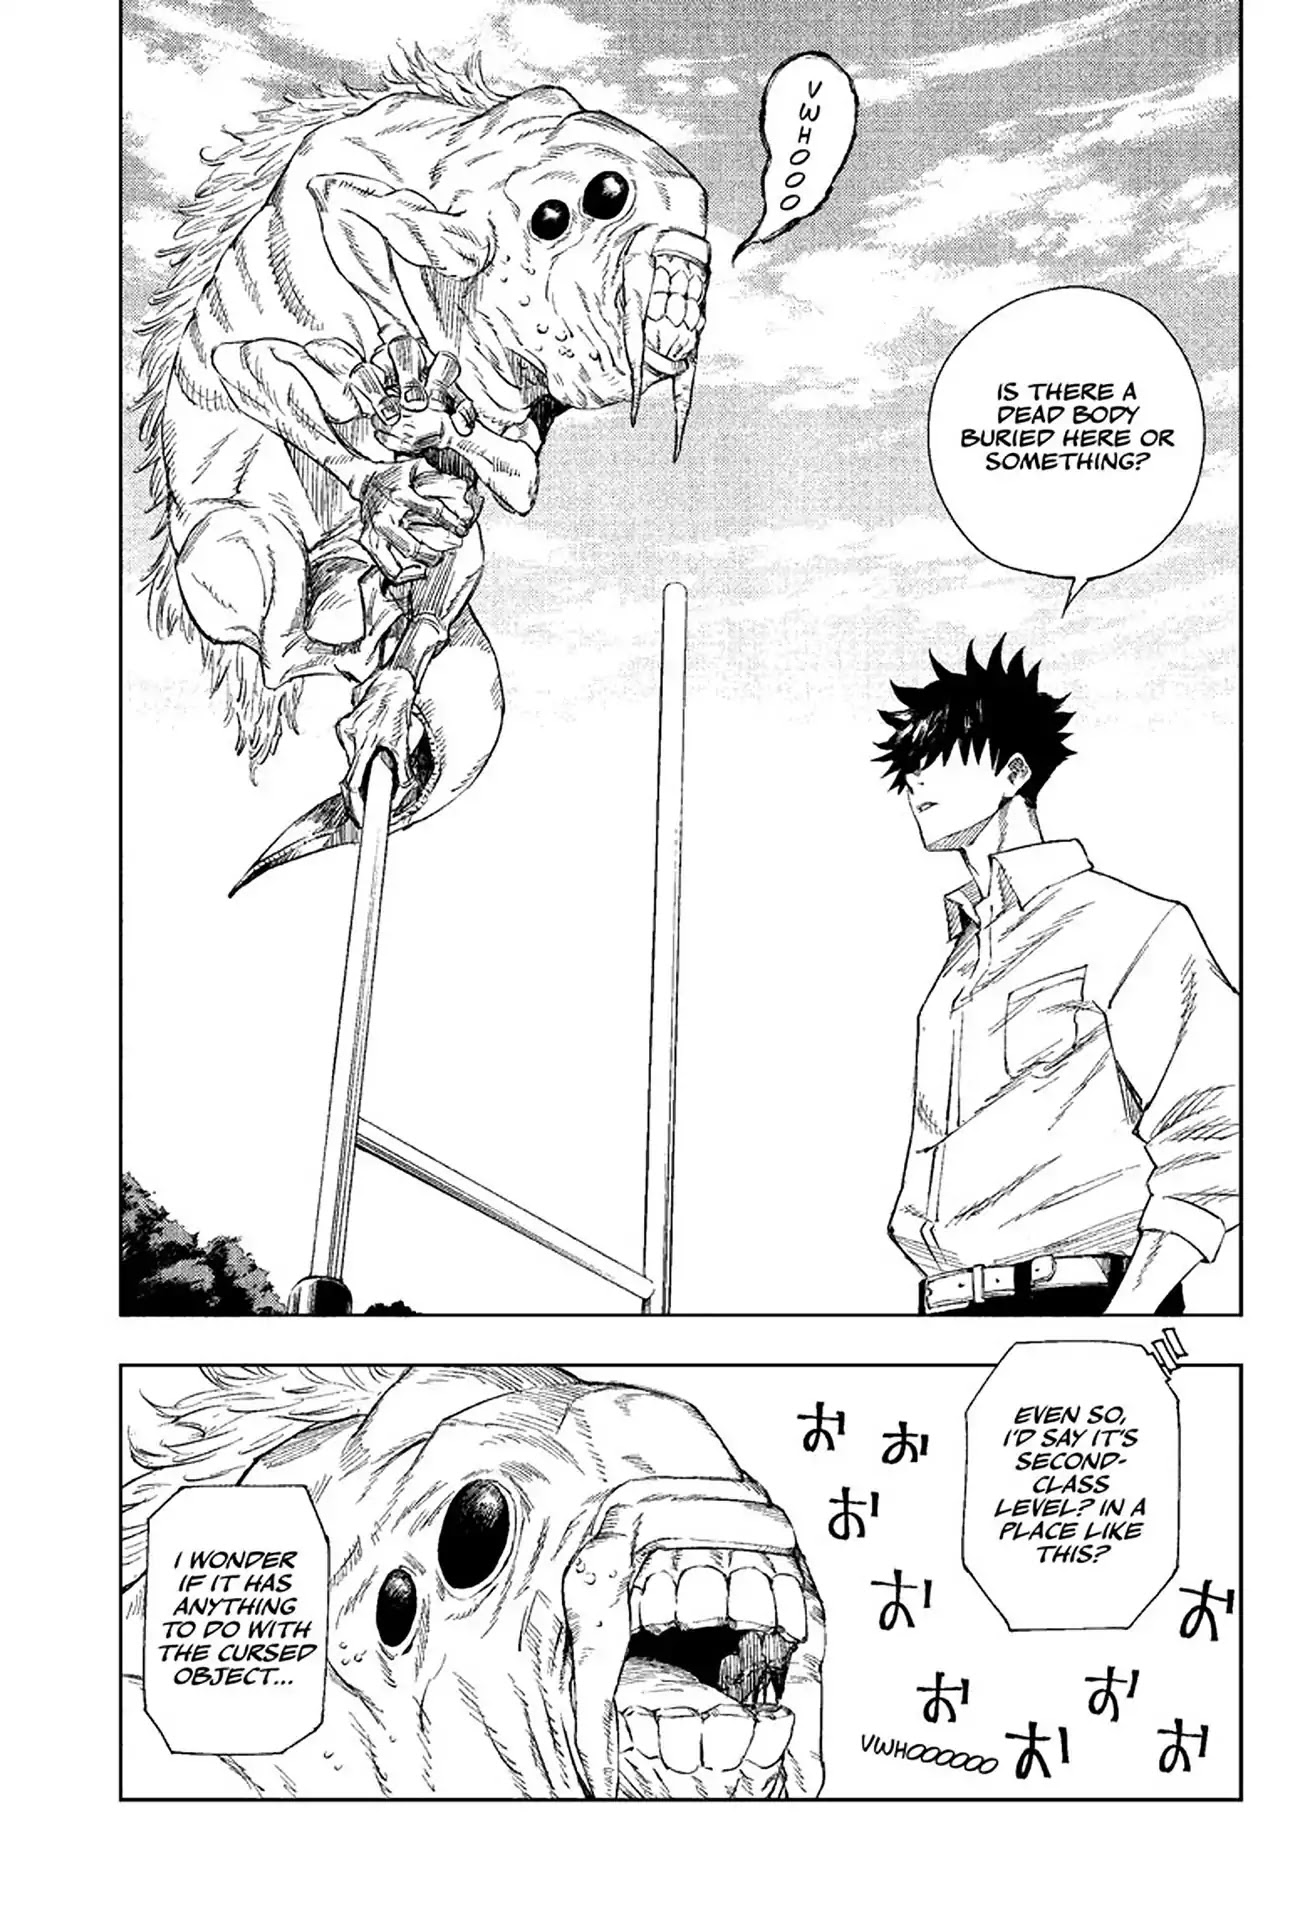 IS THERE A
DEAD BODY
BURIED HERE OR
SOMETHING?
VWHOOOO
EVEN SO,
I'D SAY IT'S
SECOND-
CLASS
LEVEL? IN A
PLACE LIKE
THIS?
お
お
お
お
お
お
お
お
お
VWHOOOOOO
I WONDER
IF IT HAS
ANYTHING
TO DO WITH
THE CURSED
OBJECT...